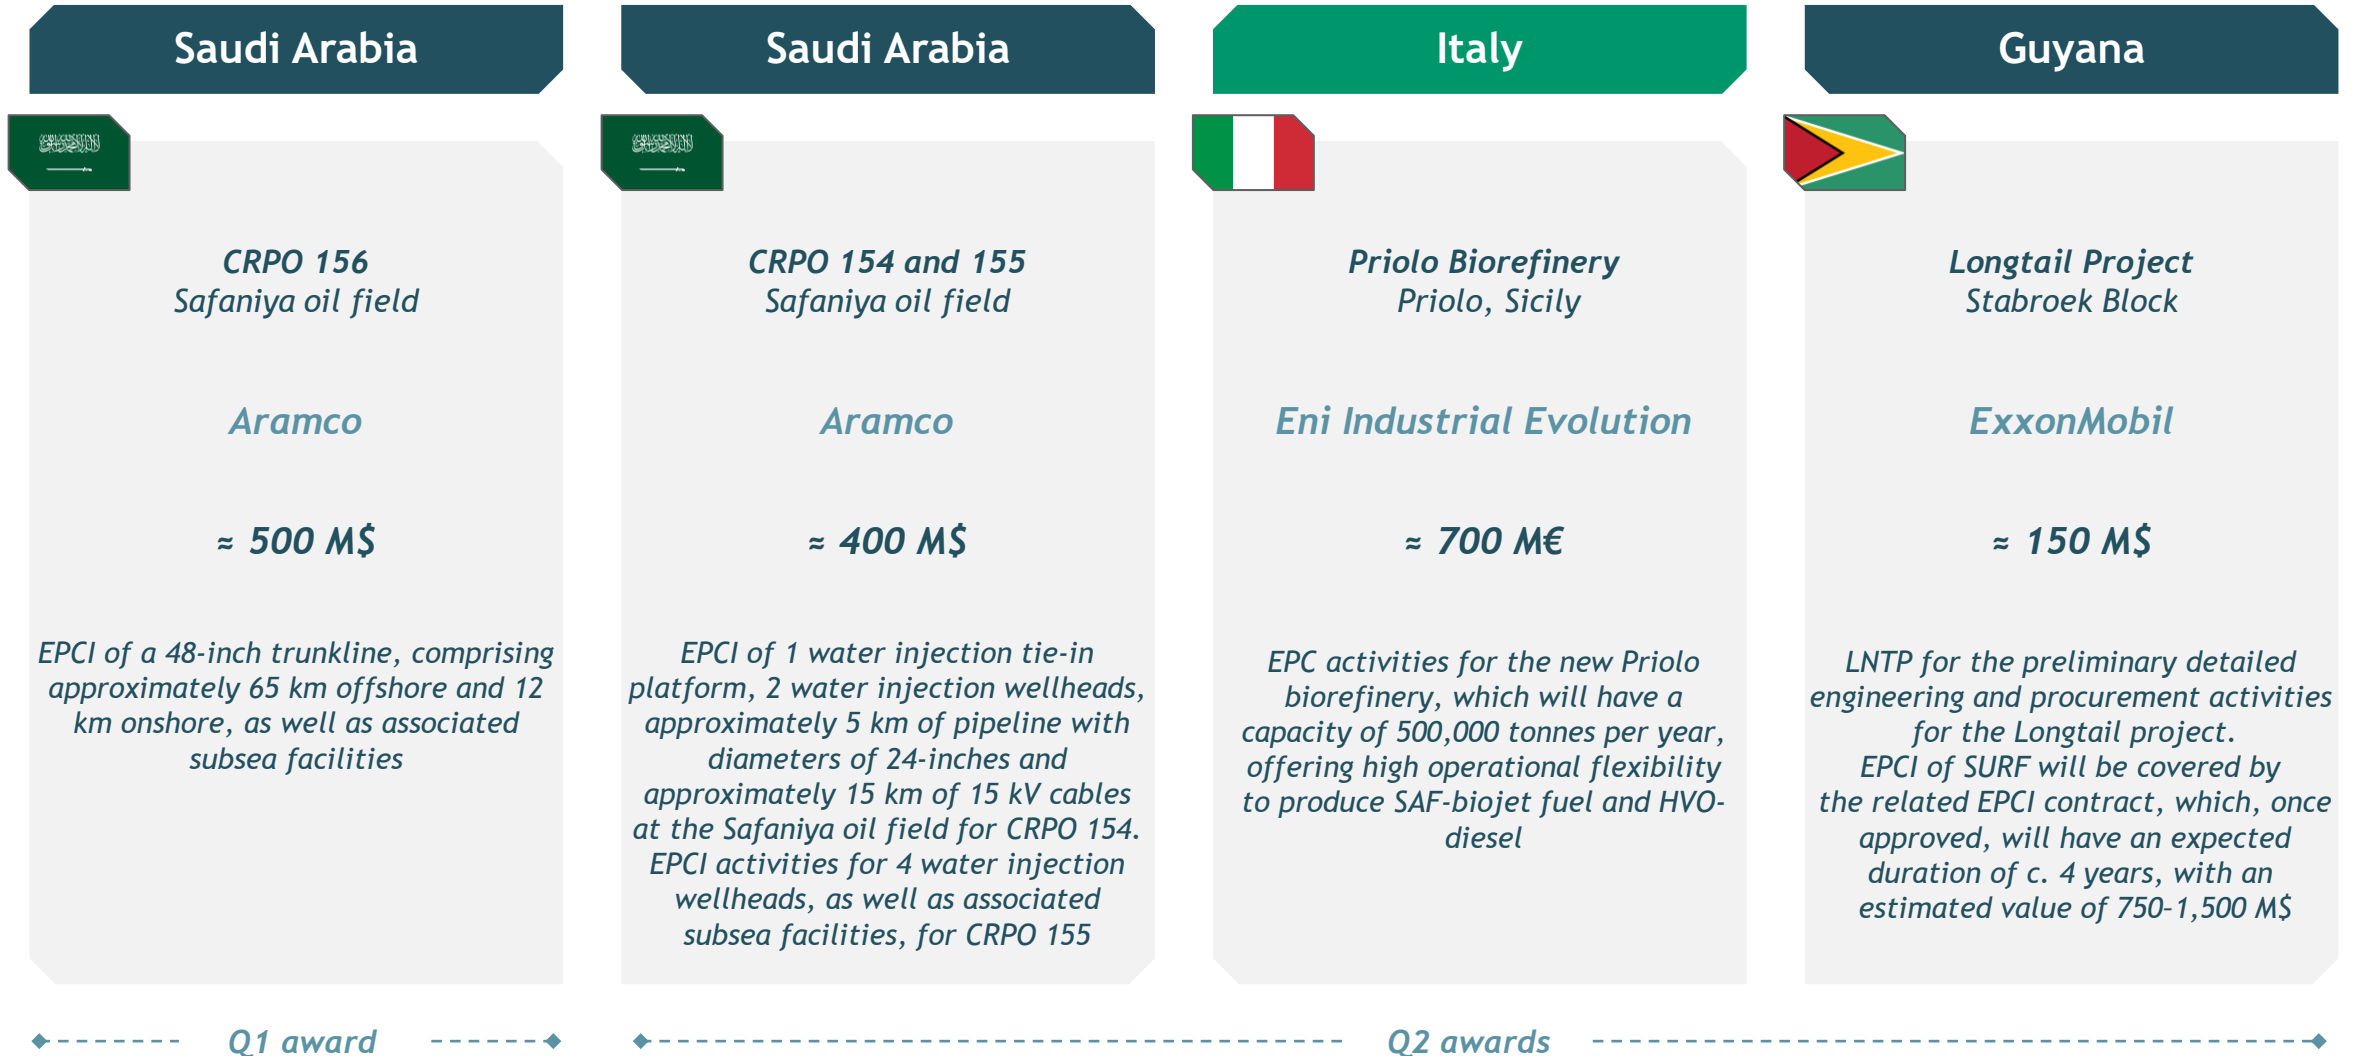 Saudi Arabia
CRPO 156
Safaniya oil field
Aramco
≈ 500 M$
EPCI of a 48-inch trunkline, comprising
approximately 65 km offshore and 12
km onshore, as well as associated
subsea facilities
Q1 award
Saudi Arabia
CRPO 154 and 155
Safaniya oil field
Aramco
≈ 400 M$
EPCI of 1 water injection tie-in
platform, 2 water injection wellheads,
approximately 5 km of pipeline with
diameters of 24-inches and
approximately 15 km of 15 kV cables
at the Safaniya oil field for CRPO 154.
EPCI activities for 4 water injection
wellheads, as well as associated
subsea facilities, for CRPO 155
Italy
Priolo Biorefinery
Priolo, Sicily
Eni Industrial Evolution
≈ 700 M€
EPC activities for the new Priolo
biorefinery, which will have a
capacity of 500,000 tonnes per year,
offering high operational flexibility
to produce SAF-biojet fuel and HVO-
diesel
Guyana
Longtail Project
Stabroek Block
ExxonMobil
≈ 150 M$
LNTP for the preliminary detailed
engineering and procurement activities
for the Longtail project.
EPCI of SURF will be covered by
the related EPCI contract, which, once
approved, will have an expected
duration of c. 4 years, with an
estimated value of 750–1,500 M$
Q2 awards